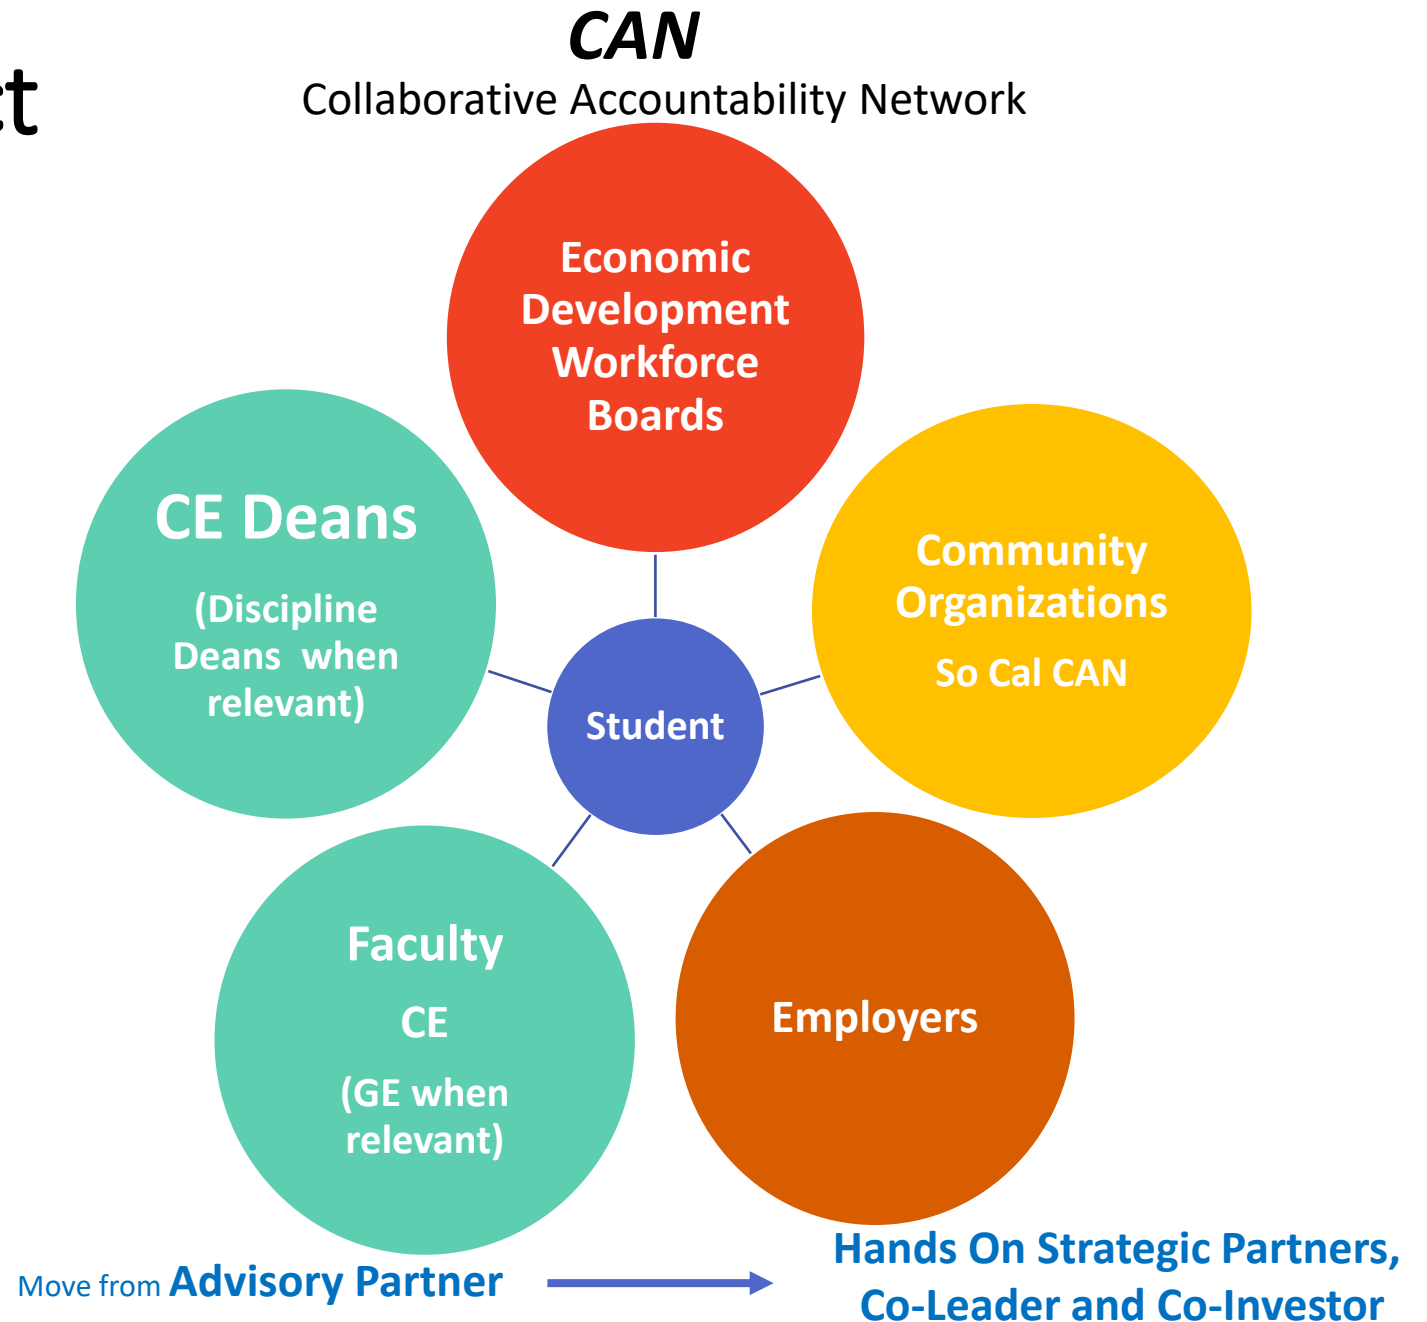 CAN
Collaborative Accountability Network
Economic
Development
Workforce
Boards
CE Deans
(Discipline
Deans when
relevant)
Community
Organizations
So Cal CAN
Student
Faculty
CE
(GE when
relevant)
Employers
Move from Advisory Partner
Hands On Strategic Partners,
Co-Leader and Co-Investor